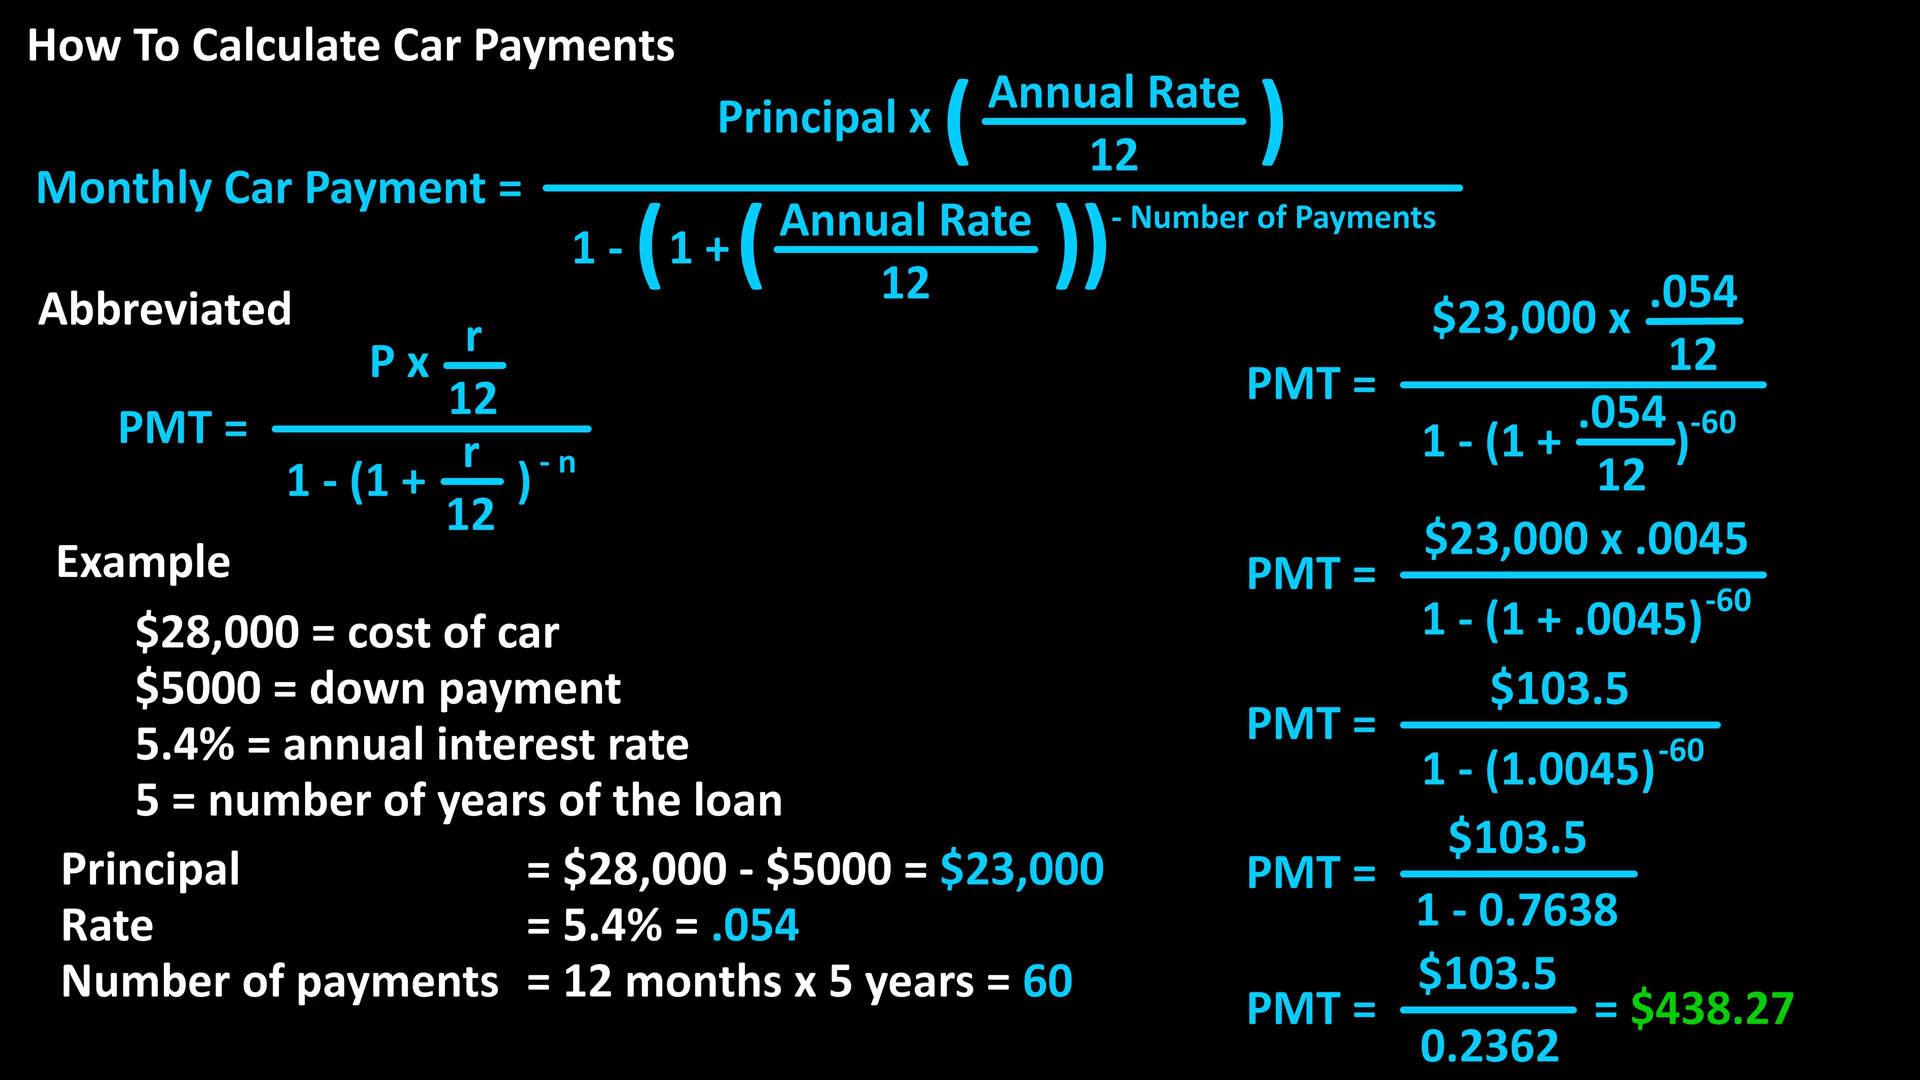 How To Calculate Car Payments
Monthly Car Payment =
Principal x ( Annual Rate
12 )
1 - ( 1 + ( Annual Rate
12 ) ) - Number of Payments
Abbreviated
PMT =
P x r
12
1 - (1 + r
12 ) - n
Example
$28,000 = cost of car
$5000 = down payment
5.4% = annual interest rate
5 = number of years of the loan
Principal = $28,000 - $5000 = $23,000
Rate = 5.4% = .054
Number of payments = 12 months x 5 years = 60
PMT =
$23,000 x .054
12
1 - (1 + .054
12 )-60
PMT =
$23,000 x .0045
1 - (1 + .0045)-60
PMT =
$103.5
1 - (1.0045)-60
PMT =
$103.5
1 - 0.7638
PMT =
$103.5
0.2362
= $438.27